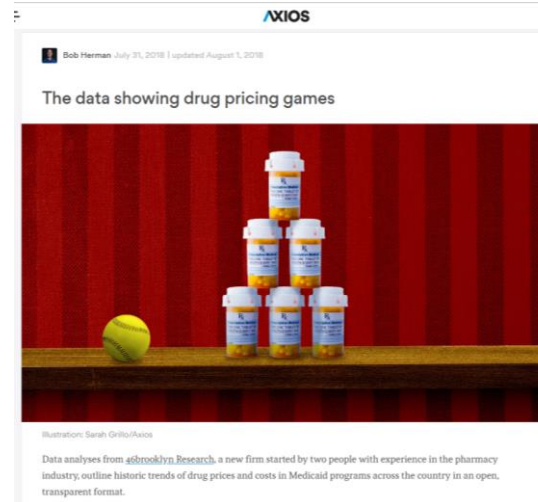 AXIOS
Bob Herman July 31, 2018 | updated August 1, 2018
The data showing drug pricing games
Illustration: Sarah Grillo/Axios
Data analyses from 46brooklyn Research, a new firm started by two people with experience in the pharmacy
industry, outline historic trends of drug prices and costs in Medicaid programs across the country in an open,
transparent format.